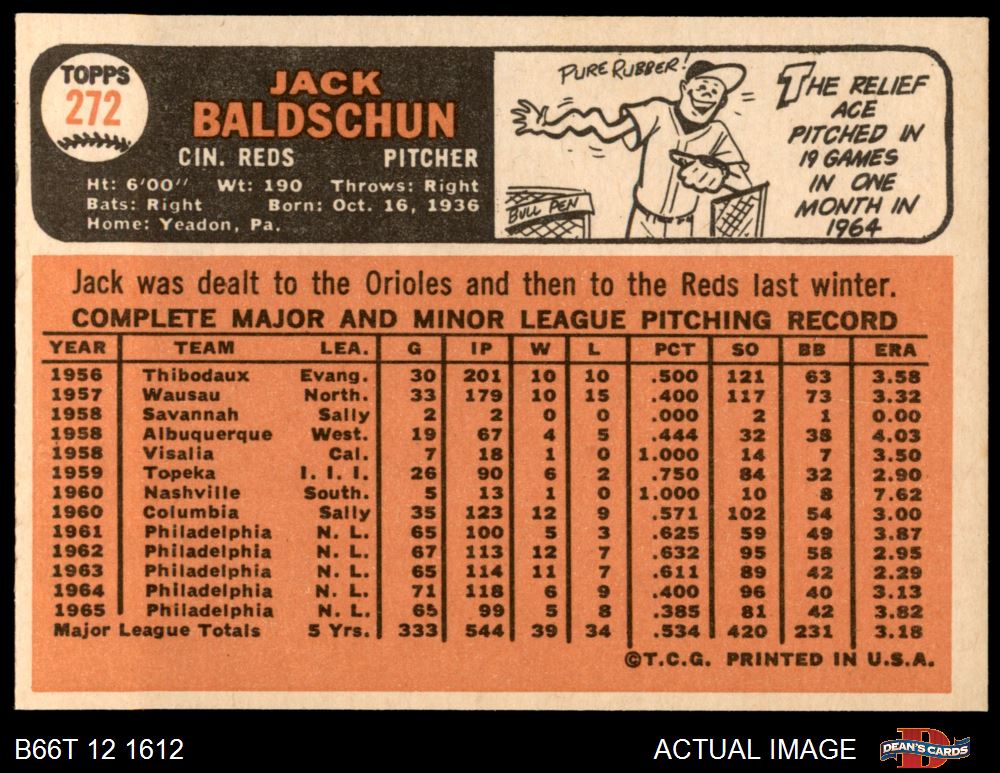 TOPPS
272
JACK
BALDSCHUN
CIN. REDS PITCHER
Ht: 6'00" Wt: 190 Throws: Right
Bats: Right Born: Oct. 16, 1936
Home: Yeadon, Pa.
PURE RUBBER!
BULL PEN
THE RELIEF
ACE
PITCHED IN
19 GAMES
IN ONE
MONTH IN
1964
Jack was dealt to the Orioles and then to the Reds last winter.
COMPLETE MAJOR AND MINOR LEAGUE PITCHING RECORD
YEAR TEAM LEA. G IP W L PCT SO BB ERA
1956 Thibodaux Evang. 30 201 10 10 .500 121 63 3.58
1957 Wausau North. 33 179 10 15 .400 117 73 3.32
1958 Savannah Sally 2 2 0 0 .000 2 1 0.00
1958 Albuquerque West. 19 67 4 5 .444 32 38 4.03
1958 Visalia Cal. 7 18 1 0 1.000 14 7 3.50
1959 Topeka I. I. I. 26 90 6 2 .750 84 32 2.90
1960 Nashville South. 5 13 1 0 1.000 10 8 7.62
1960 Columbia Sally 35 123 12 9 .571 102 54 3.00
1961 Philadelphia N. L. 65 100 5 3 .625 59 49 3.87
1962 Philadelphia N. L. 67 113 12 7 .632 95 58 2.95
1963 Philadelphia N. L. 65 114 11 7 .611 89 42 2.29
1964 Philadelphia N. L. 71 118 6 9 .400 96 40 3.13
1965 Philadelphia N. L. 65 99 5 8 .385 81 42 3.82
Major League Totals 5 Yrs. 333 544 39 34 .534 420 231 3.18
©T.C.G. PRINTED IN U.S.A.
B66T 12 1612 ACTUAL IMAGE
DEAN'S CARDS